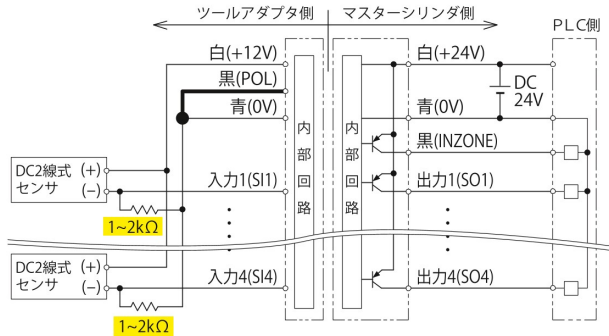 ツールアダプタ側
マスターシリンダ側
PLC側
白(+12V)
白(+24V)
黒(POL)
DC
24V
青(0V)
青(0V)
内部回路
内部回路
黒(INZONE)
DC2線式 (+)
センサ (−)
入力1(SI1)
出力1(SO1)
1~2kΩ
DC2線式 (+)
センサ (−)
入力4(SI4)
出力4(SO4)
1~2kΩ